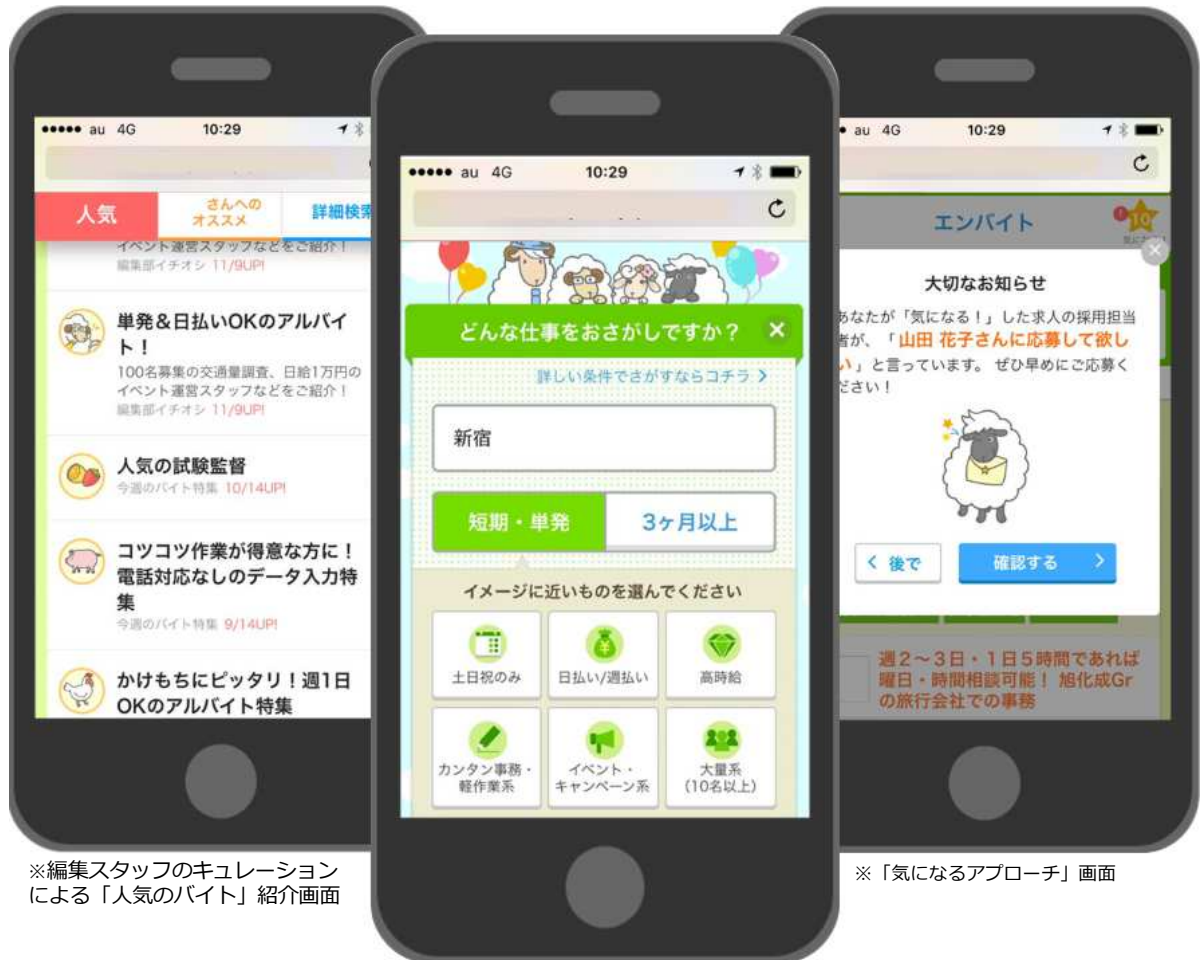 au 4G 10:29
人気
さんへの
オススメ
詳細検索
イベント運営スタッフなどをご紹介！
編集部イチオシ 11/9UP!
単発＆日払いOKのアルバイ
ト！
100名募集の交通量調査、日給1万円の
イベント運営スタッフなどをご紹介！
編集部イチオシ 11/9UP!
人気の試験監督
今週のバイト特集 10/14UP!
コツコツ作業が得意な方に！
電話対応なしのデータ入力特
集
今週のバイト特集 9/14UP!
かけもちにピッタリ！週1日
OKのアルバイト特集
※編集スタッフのキュレーション
による「人気のバイト」紹介画面
au 4G 10:29
どんな仕事をおさがしですか？
詳しい条件でさがすならコチラ
新宿
短期・単発
3ヶ月以上
イメージに近いものを選んでください
土日祝のみ
日払い/週払い
高時給
カンタン事務・
軽作業系
イベント・
キャンペーン系
大量系
(10名以上)
au 4G 10:29
エンバイト
10
大切なお知らせ
あなたが「気になる！」した求人の採用担当
者が、「山田 花子さんに応募して欲し
い」と言っています。ぜひ早めにご応募く
ださい！
後で
確認する
週2～3日・1日5時間であれば
曜日・時間相談可能！ 旭化成Gr
の旅行会社での事務
※「気になるアプローチ」画面